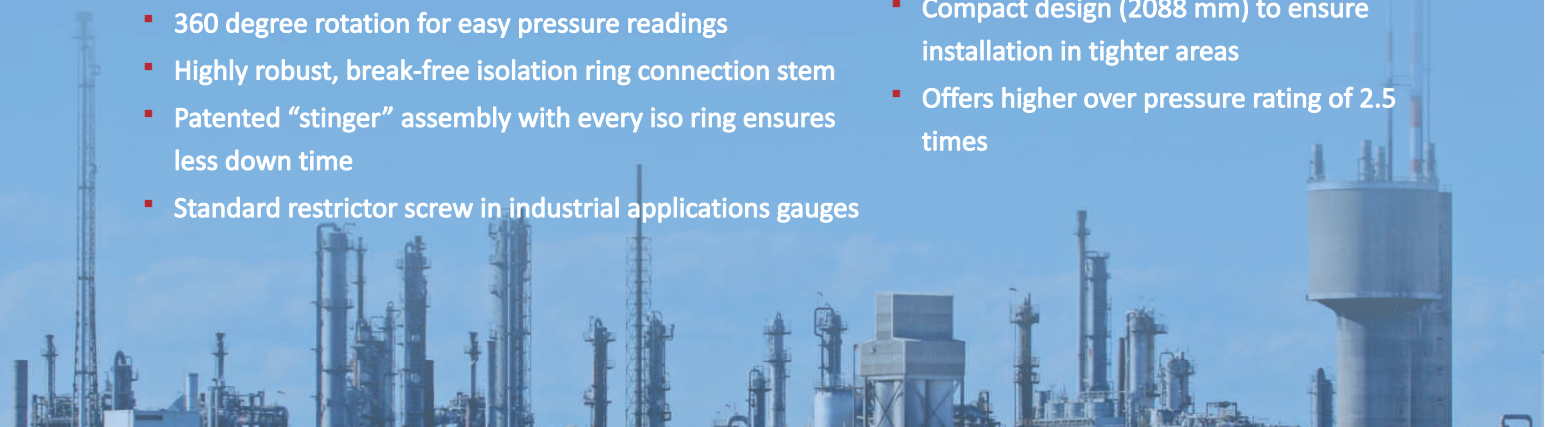 360 degree rotation for easy pressure readings
Highly robust, break-free isolation ring connection stem
Patented “stinger” assembly with every iso ring ensures
less down time
Standard restrictor screw in industrial applications gauges
Compact design (2088 mm) to ensure
installation in tighter areas
Offers higher over pressure rating of 2.5
times